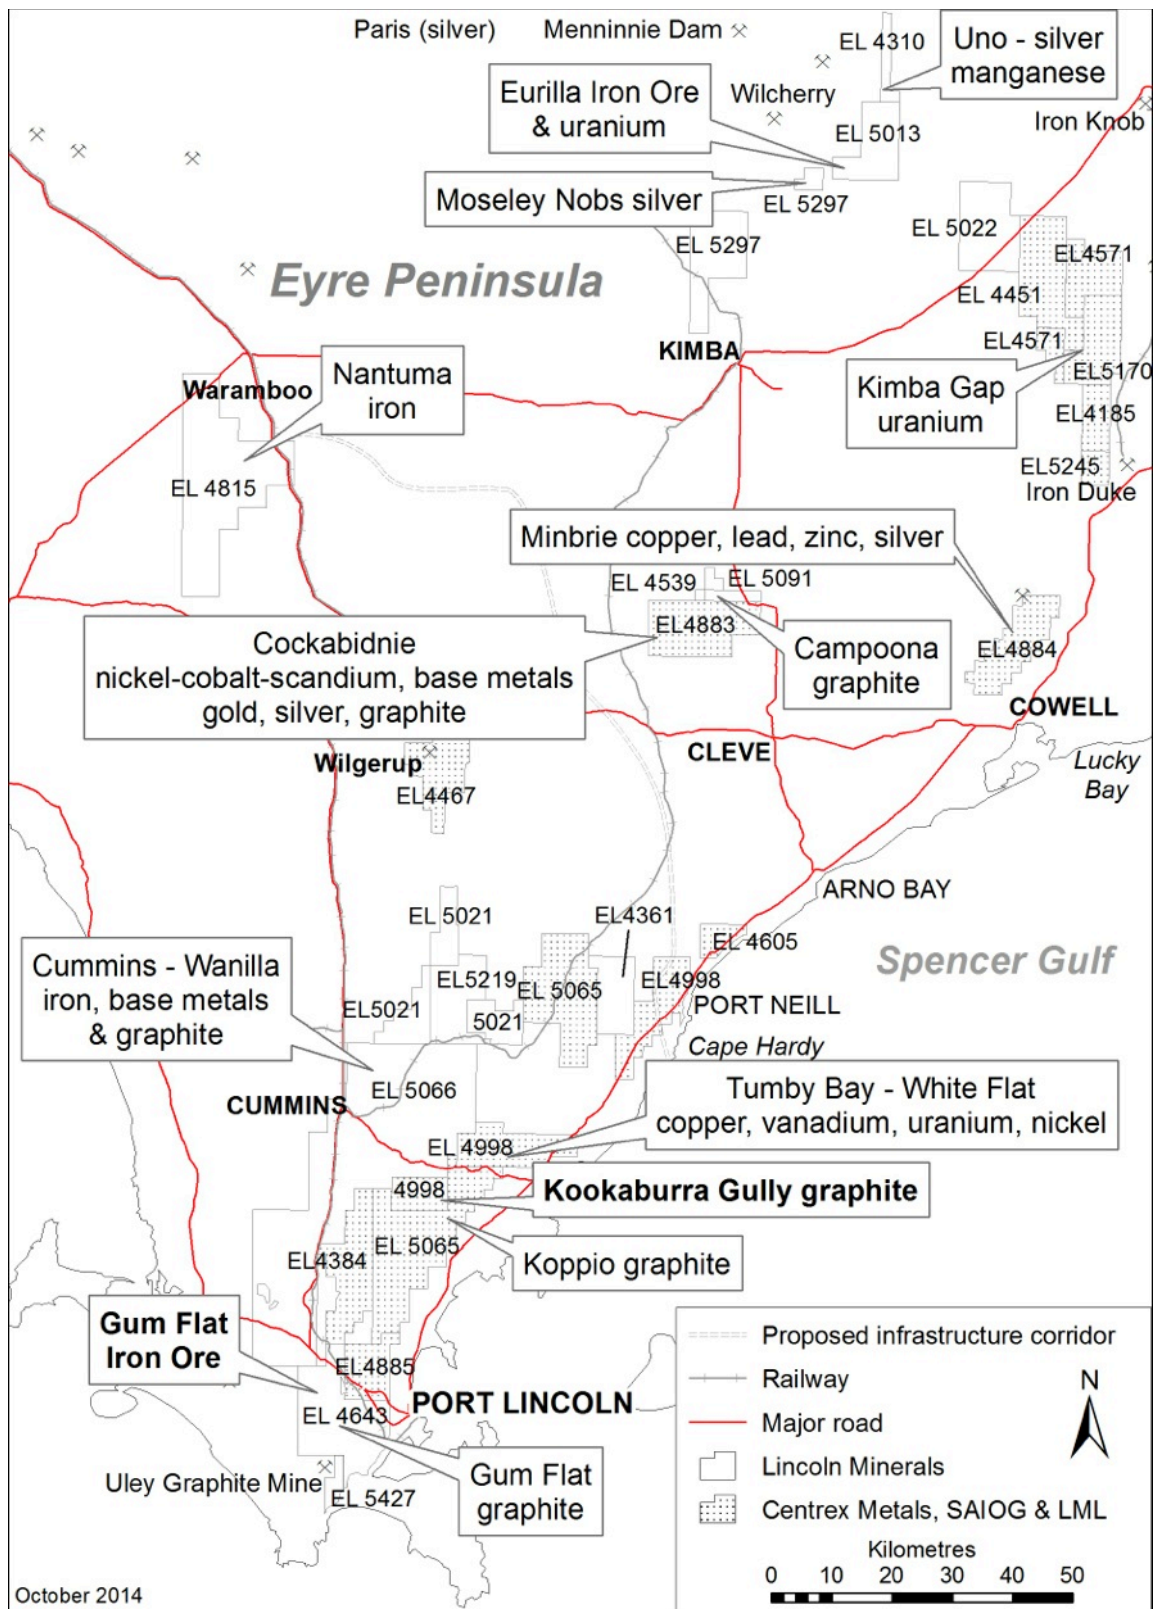 Paris (silver)
Menninnie Dam
EL 4310
Uno - silver
manganese
Eurilla Iron Ore
& uranium
Wilcherry
Iron Knob
EL 5013
Moseley Nobs silver
EL 5297
EL 5297
EL 5022
EL4571
Eyre Peninsula
EL 4451
EL4571
KIMBA
EL5170
Waramboo
Nantuma
iron
Kimba Gap
uranium
EL4185
EL 4815
EL5245
Iron Duke
Minbrie copper, lead, zinc, silver
EL 4539
EL 5091
EL4883
Cockabidnie
nickel-cobalt-scandium, base metals
gold, silver, graphite
Campoona
graphite
EL4884
COWELL
CLEVE
Wilgerup
Lucky
Bay
EL4467
ARNO BAY
EL 5021
EL4361
EL 4605
Cummins - Wanilla
iron, base metals
& graphite
Spencer Gulf
EL5219
EL 5065
EL4998
EL5021
5021
PORT NEILL
Cape Hardy
EL 5066
CUMMINS
Tumby Bay - White Flat
copper, vanadium, uranium, nickel
EL 4998
4998
Kookaburra Gully graphite
EL 5065
EL4384
Koppio graphite
Gum Flat
Iron Ore
EL4885
PORT LINCOLN
EL 4643
Uley Graphite Mine
EL 5427
Gum Flat
graphite
Proposed infrastructure corridor
Railway
N
Major road
Lincoln Minerals
Centrex Metals, SAIOG & LML
Kilometres
0 10 20 30 40 50
October 2014